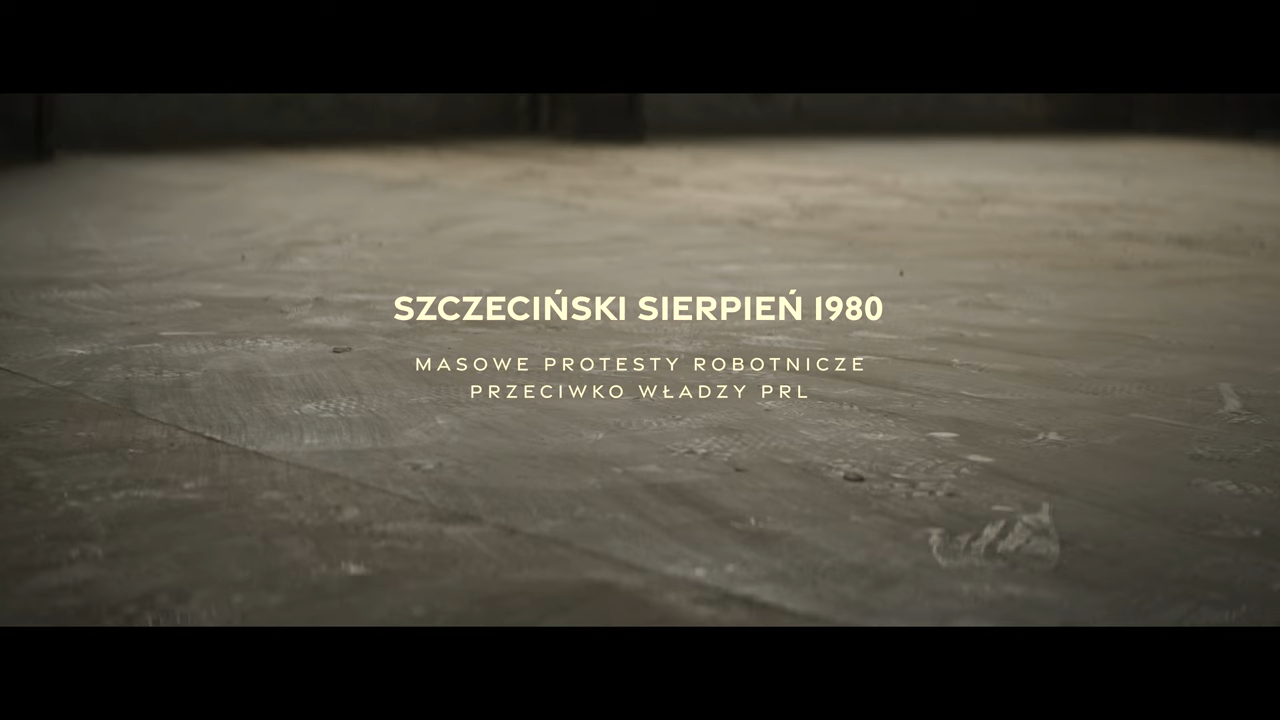 SZCZECIŃSKI SIERPIEŃ 1980
MASOWE PROTESTY ROBOTNICZE
PRZECIWKO WŁADZY PRL